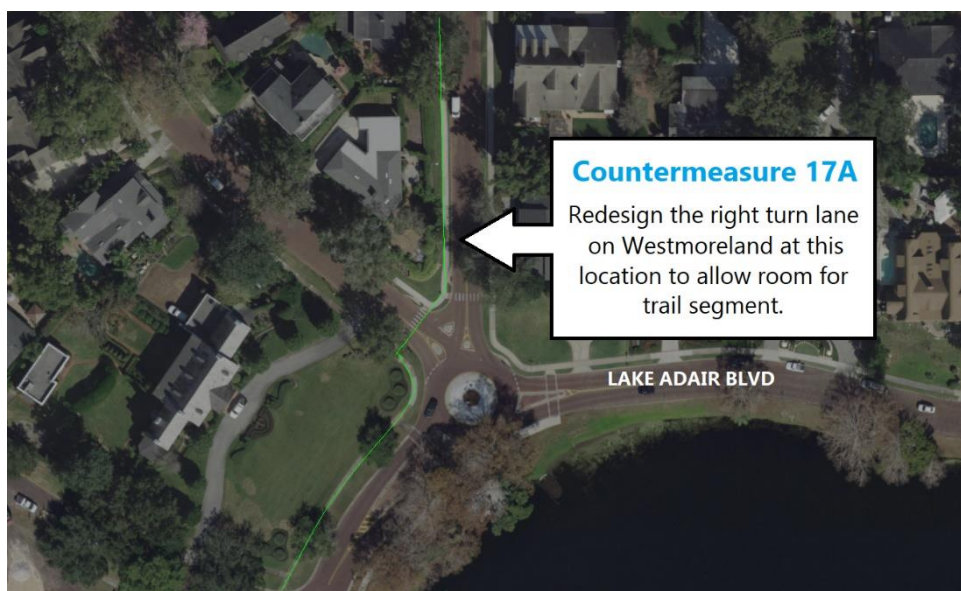 Countermeasure 17A
Redesign the right turn lane
on Westmoreland at this
location to allow room for
trail segment.
LAKE ADAIR BLVD